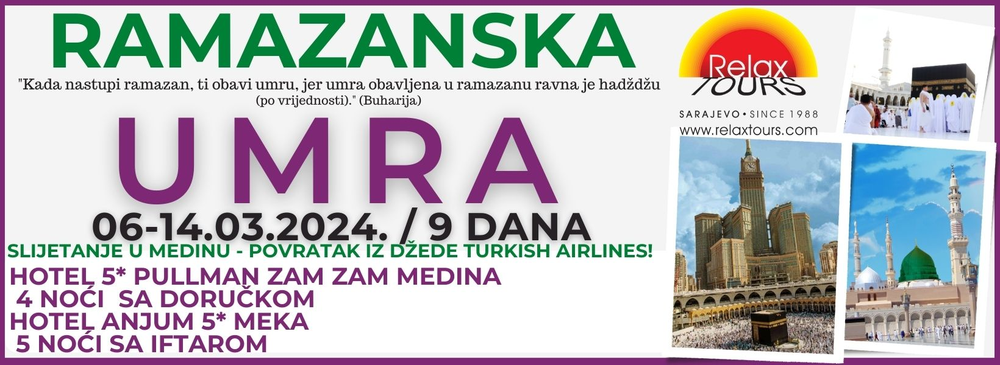 RAMAZANSKA
"Kada nastupi ramazan, ti obavi umru, jer umra obavljena u ramazanu ravna je hadždžu
(po vrijednosti)." (Buharija)
UMRA
06-14.03.2024. / 9 DANA
SLIJETANJE U MEDINU - POVRATAK IZ DŽEDE TURKISH AIRLINES!
HOTEL 5* PULLMAN ZAM ZAM MEDINA
4 NOĆI SA DORUČKOM
HOTEL ANJUM 5* MEKA
5 NOĆI SA IFTAROM
Relax
TOURS
SARAJEVO • SINCE 1988
www.relaxtours.com